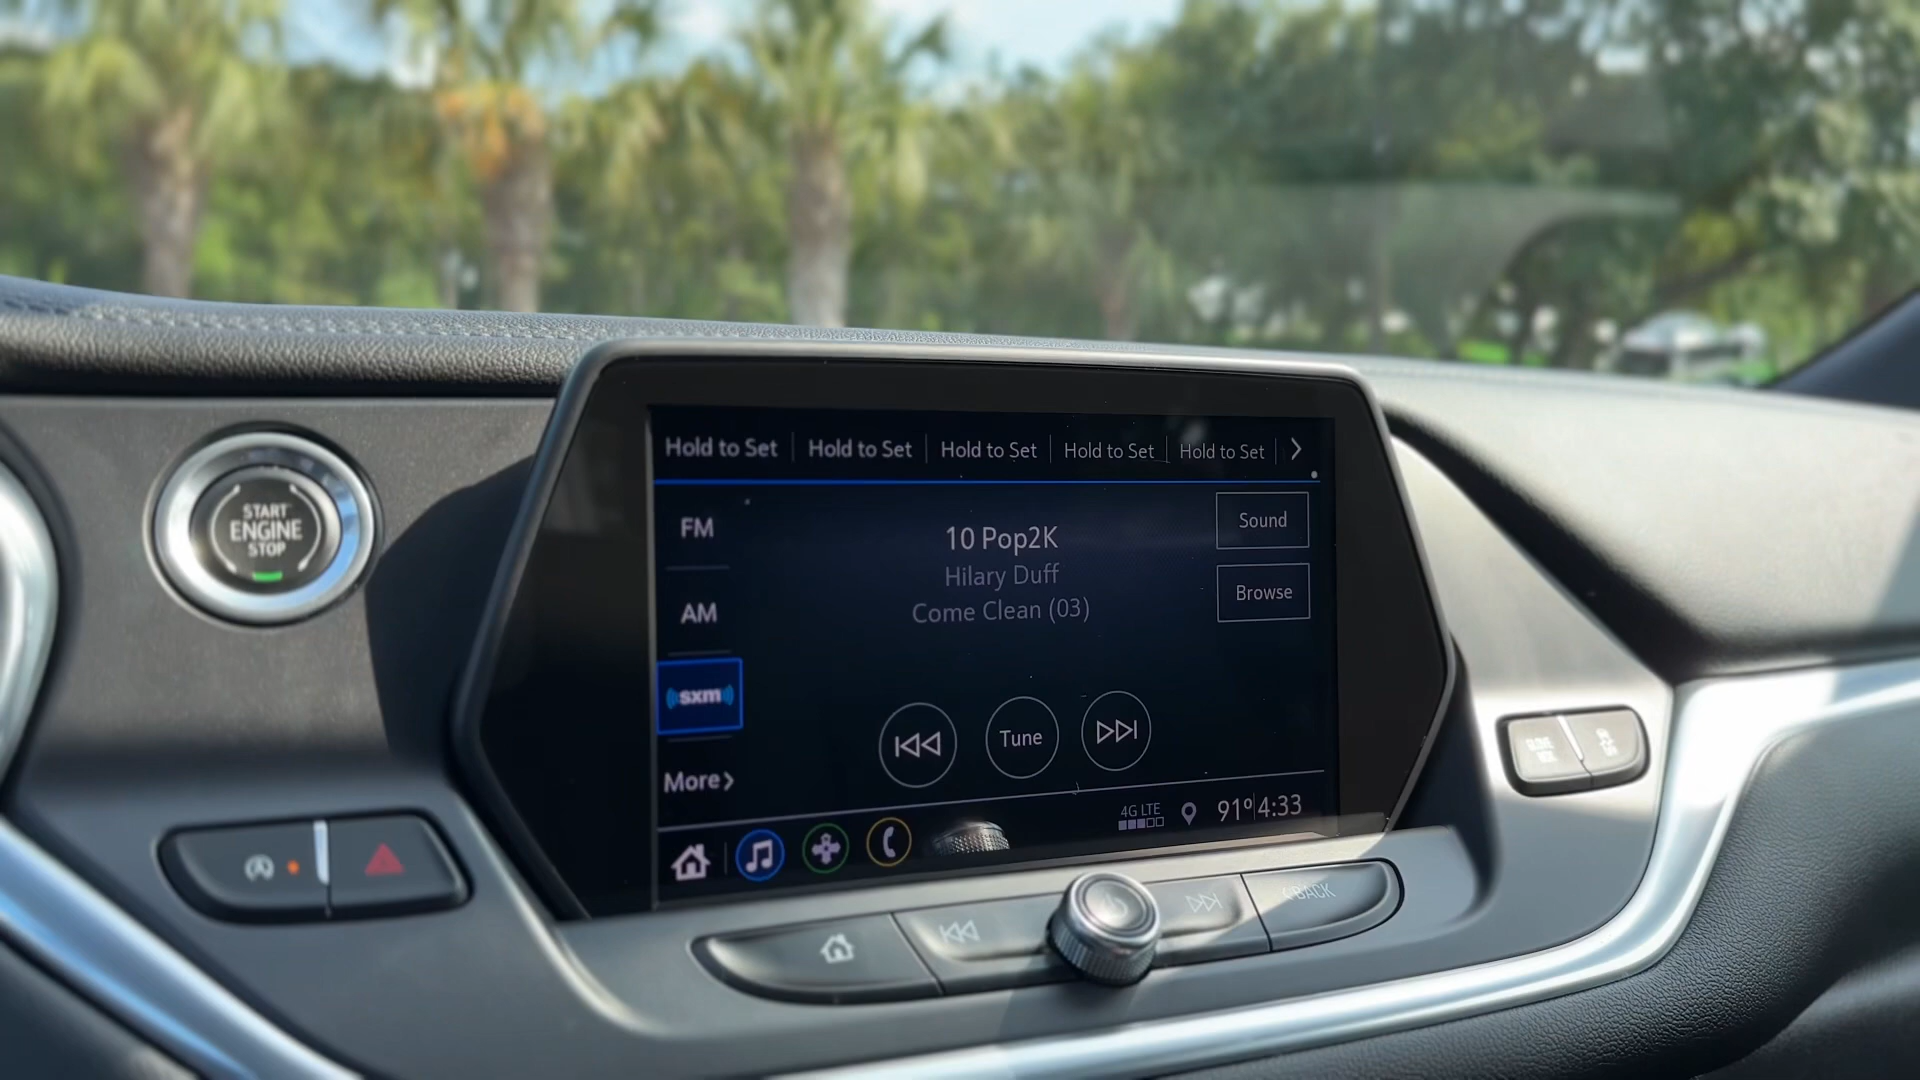 Hold to Set Hold to Set Hold to Set Hold to Set Hold to Set
FM
AM
sxm
More
10 Pop2K
Hilary Duff
Come Clean (03)
Sound
Browse
Tune
4G LTE
91° 4:33
START
ENGINE
STOP
BACK